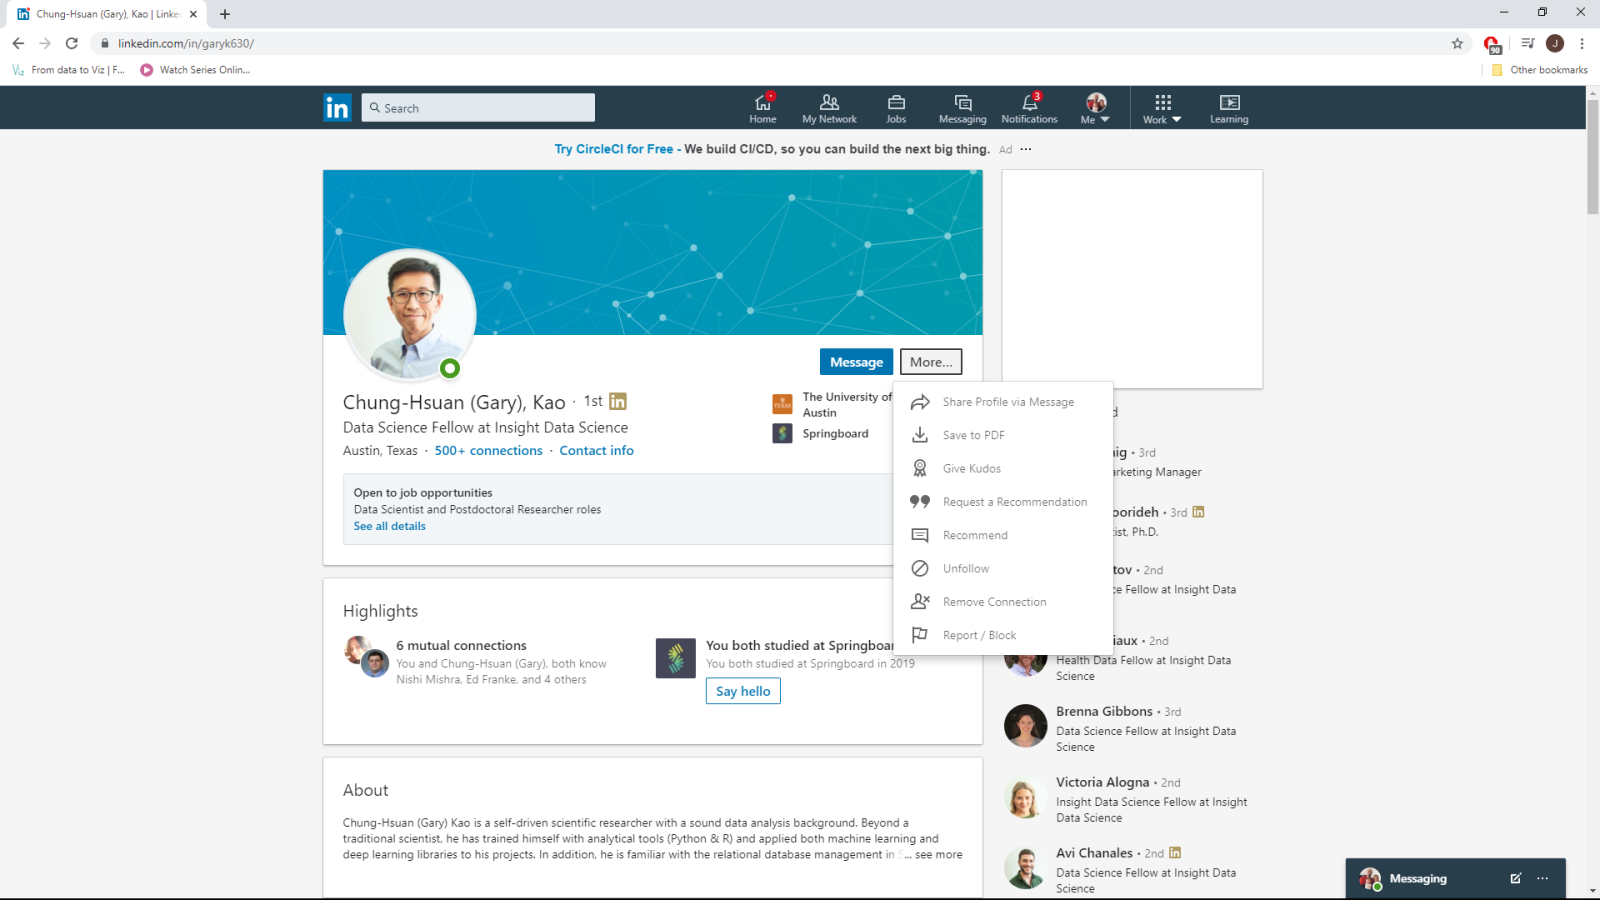 Chung-Hsuan (Gary), Kao | Linke
linkedin.com/in/garyk630/
90
J
From data to Viz | F...
Watch Series Onlin...
Other bookmarks
in
Search
Home
My Network
Jobs
Messaging
3
Notifications
Me
Work
Learning
Try CircleCI for Free - We build CI/CD, so you can build the next big thing. Ad ...
Message
More...
Chung-Hsuan (Gary), Kao · 1st in
Data Science Fellow at Insight Data Science
Austin, Texas · 500+ connections · Contact info
The University of
Austin
Springboard
Open to job opportunities
Data Scientist and Postdoctoral Researcher roles
See all details
Share Profile via Message
Save to PDF
Give Kudos
Request a Recommendation
Recommend
Unfollow
Remove Connection
Report / Block
Highlights
6 mutual connections
You and Chung-Hsuan (Gary), both know
Nishi Mishra, Ed Franke, and 4 others
You both studied at Springboar
You both studied at Springboard in 2019
Say hello
About
Chung-Hsuan (Gary) Kao is a self-driven scientific researcher with a sound data analysis background. Beyond a
traditional scientist, he has trained himself with analytical tools (Python & R) and applied both machine learning and
deep learning libraries to his projects. In addition, he is familiar with the relational database management in S... see more
d
ig • 3rd
arketing Manager
oorideh • 3rd in
ist, Ph.D.
tov • 2nd
ce Fellow at Insight Data
iaux • 2nd
Health Data Fellow at Insight Data
Science
Brenna Gibbons • 3rd
Data Science Fellow at Insight Data
Science
Victoria Alogna • 2nd
Insight Data Science Fellow at Insight
Data Science
Avi Chanales • 2nd in
Data Science Fellow at Insight Data
Science
Messaging